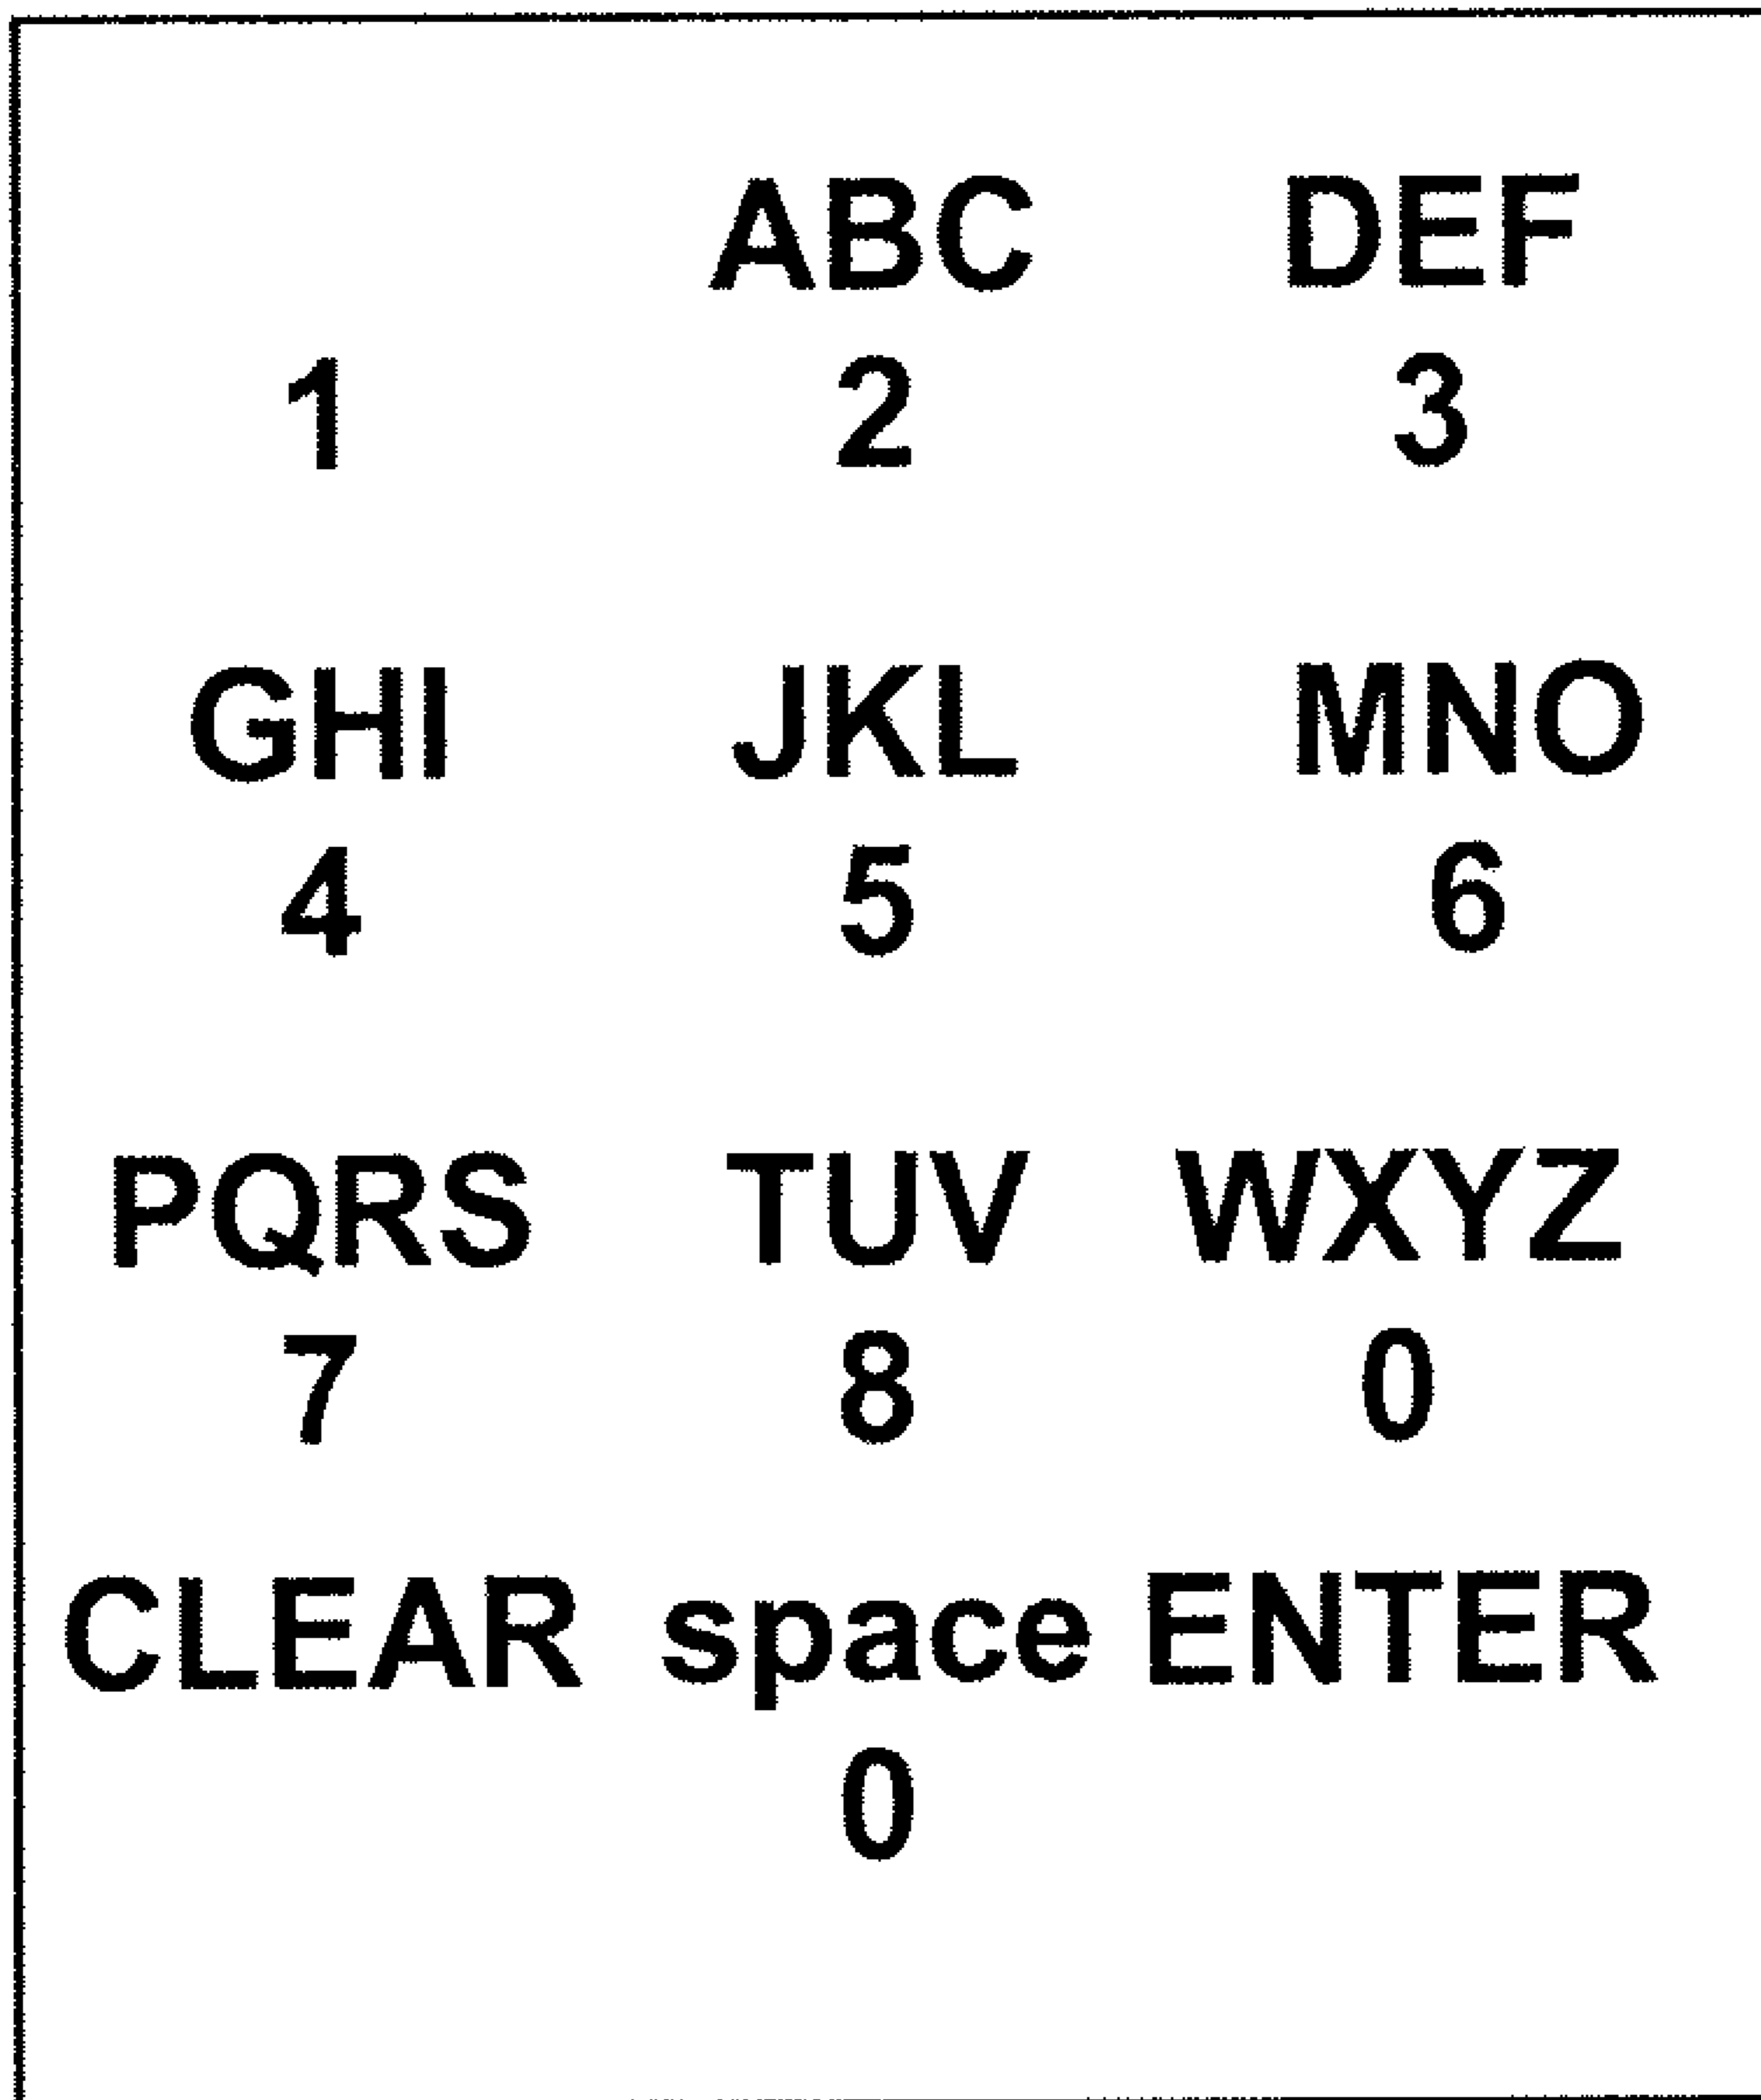 ABC DEF
1 2 3
GHI JKL MNO
4 5 6
PQRS TUV WXYZ
7 8 0
CLEAR space ENTER
0